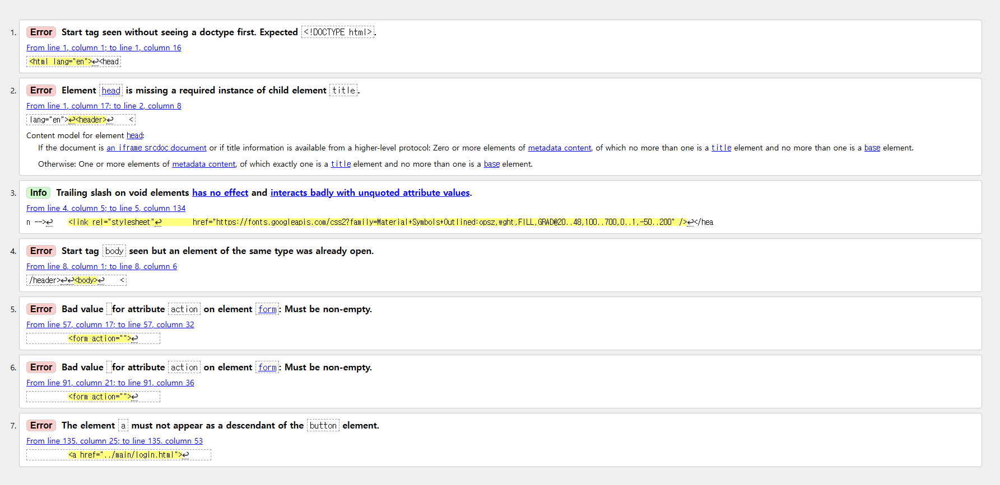 1. Error Start tag seen without seeing a doctype first. Expected <!DOCTYPE html>.
From line 1, column 1; to line 1, column 16
<html lang="en">↩<head
2. Error Element head is missing a required instance of child element title.
From line 1, column 17; to line 2, column 8
lang="en">↩<header>↩    <
Content model for element head:
If the document is an iframe srcdoc document or if title information is available from a higher-level protocol: Zero or more elements of metadata content, of which no more than one is a title element and no more than one is a base element.
Otherwise: One or more elements of metadata content, of which exactly one is a title element and no more than one is a base element.
3. Info Trailing slash on void elements has no effect and interacts badly with unquoted attribute values.
From line 4, column 5; to line 5, column 134
n -->↩    <link rel="stylesheet"↩        href="https://fonts.googleapis.com/css2?family=Material+Symbols+Outlined:opsz,wght,FILL,GRAD@20..48,100..700,0..1,-50..200" />↩</hea
4. Error Start tag body seen but an element of the same type was already open.
From line 8, column 1; to line 8, column 6
/header>↩↩<body>↩    <
5. Error Bad value for attribute action on element form: Must be non-empty.
From line 57, column 17; to line 57, column 32
<form action="">↩
6. Error Bad value for attribute action on element form: Must be non-empty.
From line 91, column 21; to line 91, column 36
<form action="">↩
7. Error The element a must not appear as a descendant of the button element.
From line 135, column 25; to line 135, column 53
<a href="../main/login.html">↩